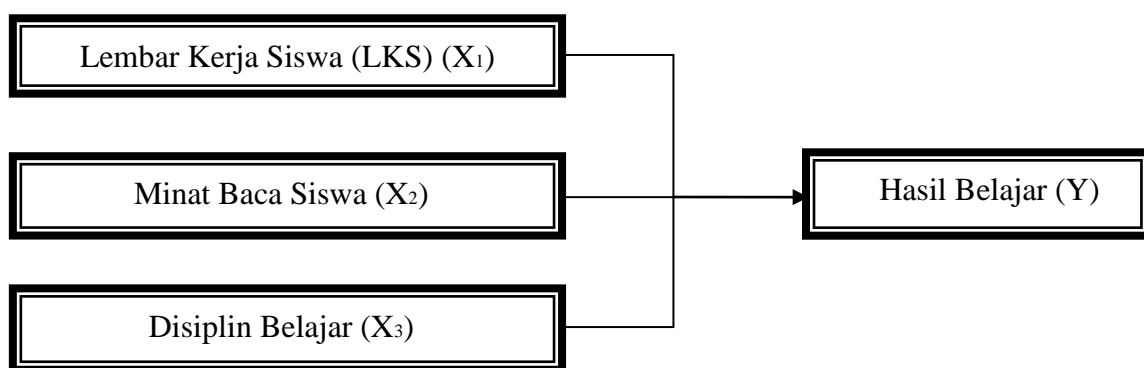 Lembar Kerja Siswa (LKS) (X₁)
Minat Baca Siswa (X₂)
Hasil Belajar (Y)
Disiplin Belajar (X₃)